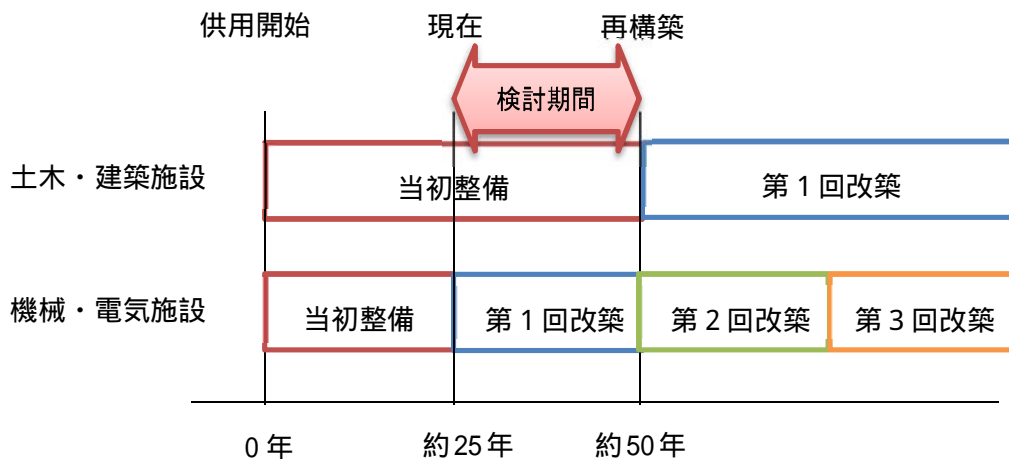 供用開始 現在 再構築
検討期間
土木・建築施設 当初整備 第1回改築
機械・電気施設 当初整備 第1回改築 第2回改築 第3回改築
0年 約25年 約50年